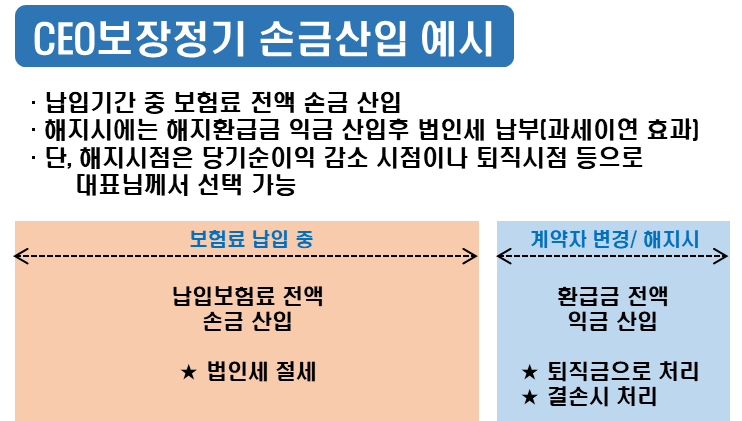 CEO보장정기 손금산입 예시
· 납입기간 중 보험료 전액 손금 산입
· 해지시에는 해지환급금 익금 산입후 법인세 납부(과세이연 효과)
· 단, 해지시점은 당기순이익 감소 시점이나 퇴직시점 등으로
대표님께서 선택 가능
보험료 납입 중
납입보험료 전액
손금 산입
★ 법인세 절세
계약자 변경/ 해지시
환급금 전액
익금 산입
★ 퇴직금으로 처리
★ 결손시 처리